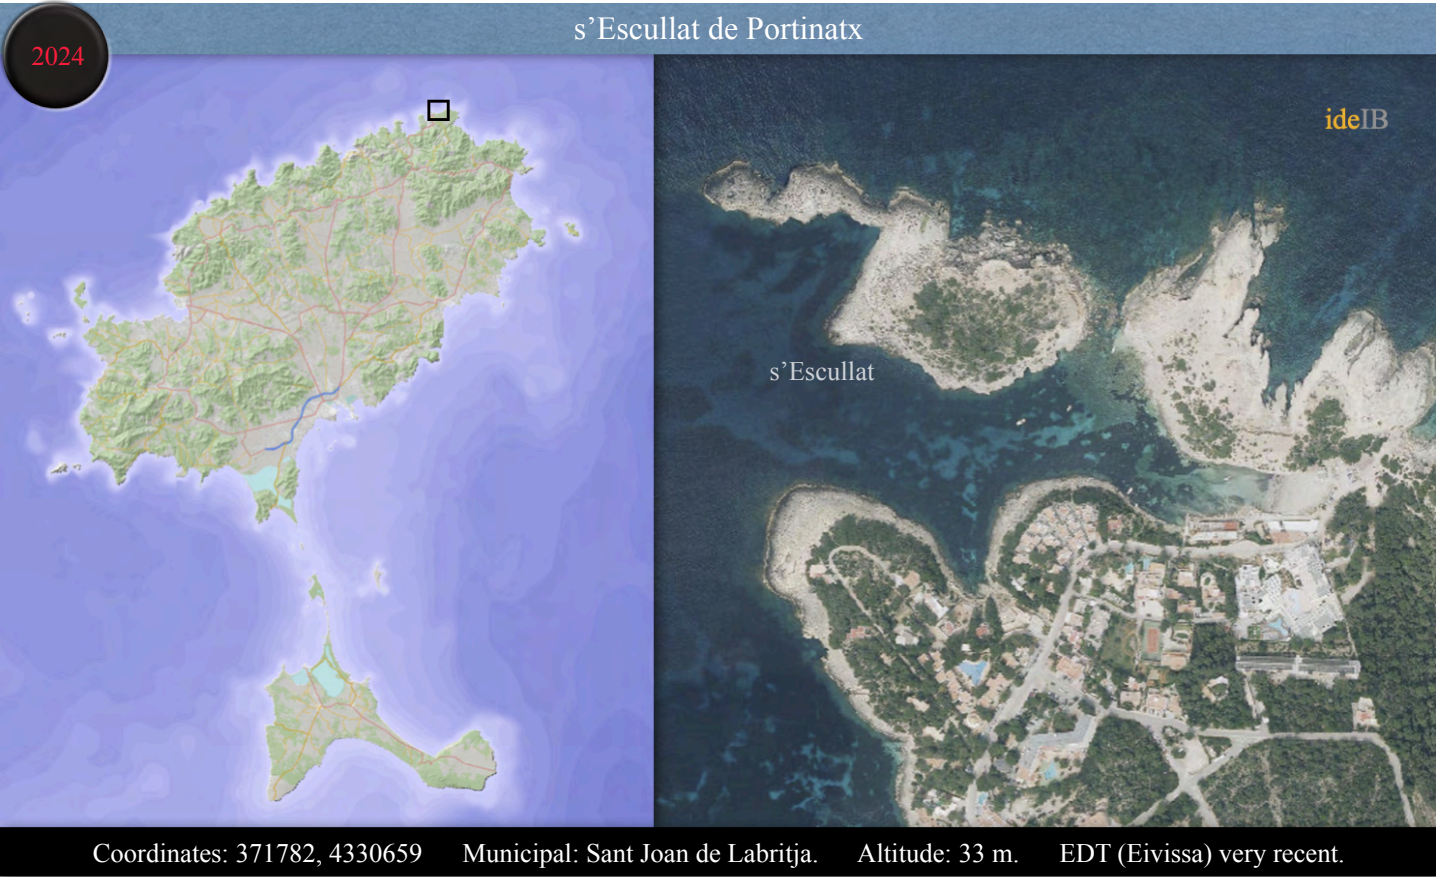 s’Escullat de Portinatx
2024
ideIB
s’Escullat
Coordinates: 371782, 4330659 Municipal: Sant Joan de Labritja. Altitude: 33 m. EDT (Eivissa) very recent.